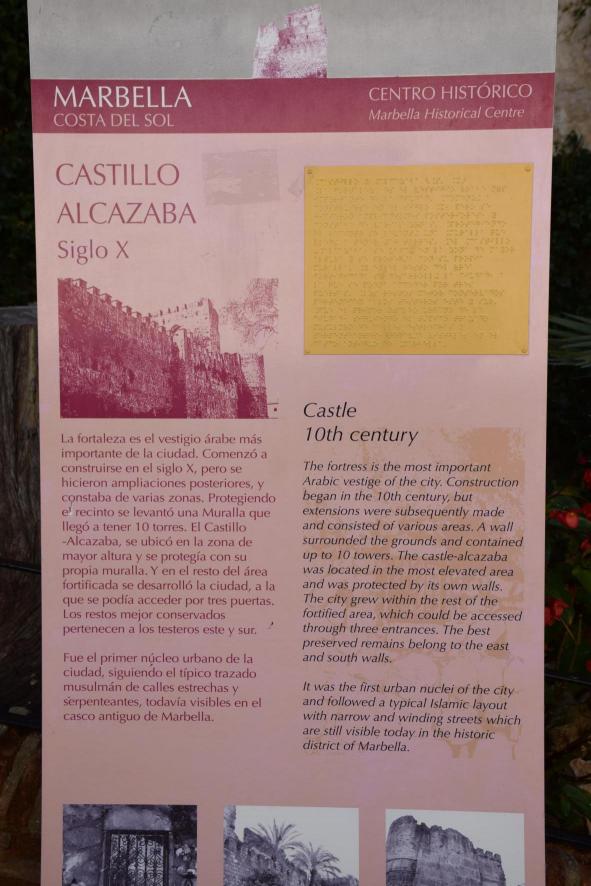 MARBELLA
COSTA DEL SOL
CENTRO HISTÓRICO
Marbella Historical Centre
CASTILLO
ALCAZABA
Siglo X
La fortaleza es el vestigio árabe más
importante de la ciudad. Comenzó a
construirse en el siglo X, pero se
hicieron ampliaciones posteriores, y
constaba de varias zonas. Protegiendo
el recinto se levantó una Muralla que
llegó a tener 10 torres. El Castillo
-Alcazaba, se ubicó en la zona de
mayor altura y se protegía con su
propia muralla. Y en el resto del área
fortificada se desarrolló la ciudad, a la
que se podía acceder por tres puertas.
Los restos mejor conservados
pertenecen a los testeros este y sur.
Fue el primer núcleo urbano de la
ciudad, siguiendo el típico trazado
musulmán de calles estrechas y
serpenteantes, todavía visibles en el
casco antiguo de Marbella.
Castle
10th century
The fortress is the most important
Arabic vestige of the city. Construction
began in the 10th century, but
extensions were subsequently made
and consisted of various areas. A wall
surrounded the grounds and contained
up to 10 towers. The castle-alcazaba
was located in the most elevated area
and was protected by its own walls.
The city grew within the rest of the
fortified area, which could be accessed
through three entrances. The best
preserved remains belong to the east
and south walls.
It was the first urban nuclei of the city
and followed a typical Islamic layout
with narrow and winding streets which
are still visible today in the historic
district of Marbella.